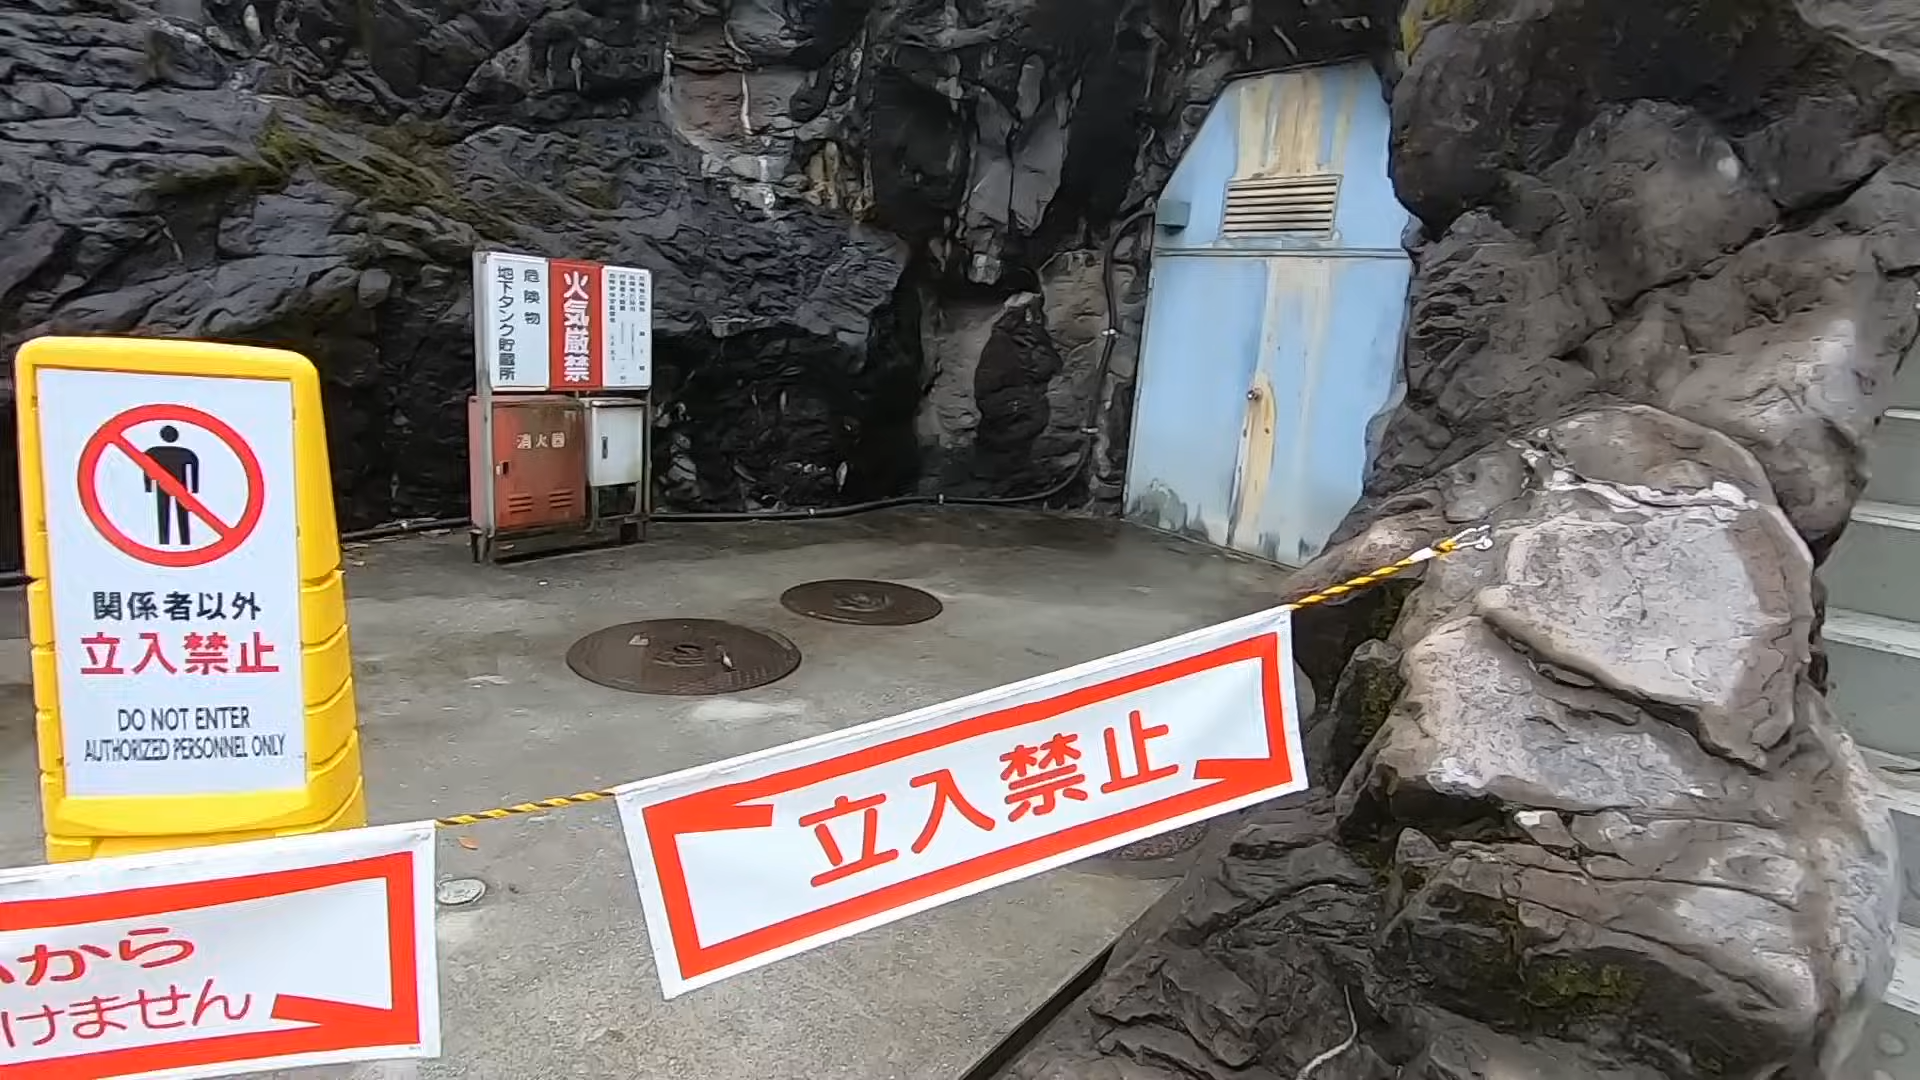 危険物
地下タンク貯蔵所
火気厳禁
消火器
関係者以外
立入禁止
DO NOT ENTER
AUTHORIZED PERSONNEL ONLY
立入禁止
から
けません